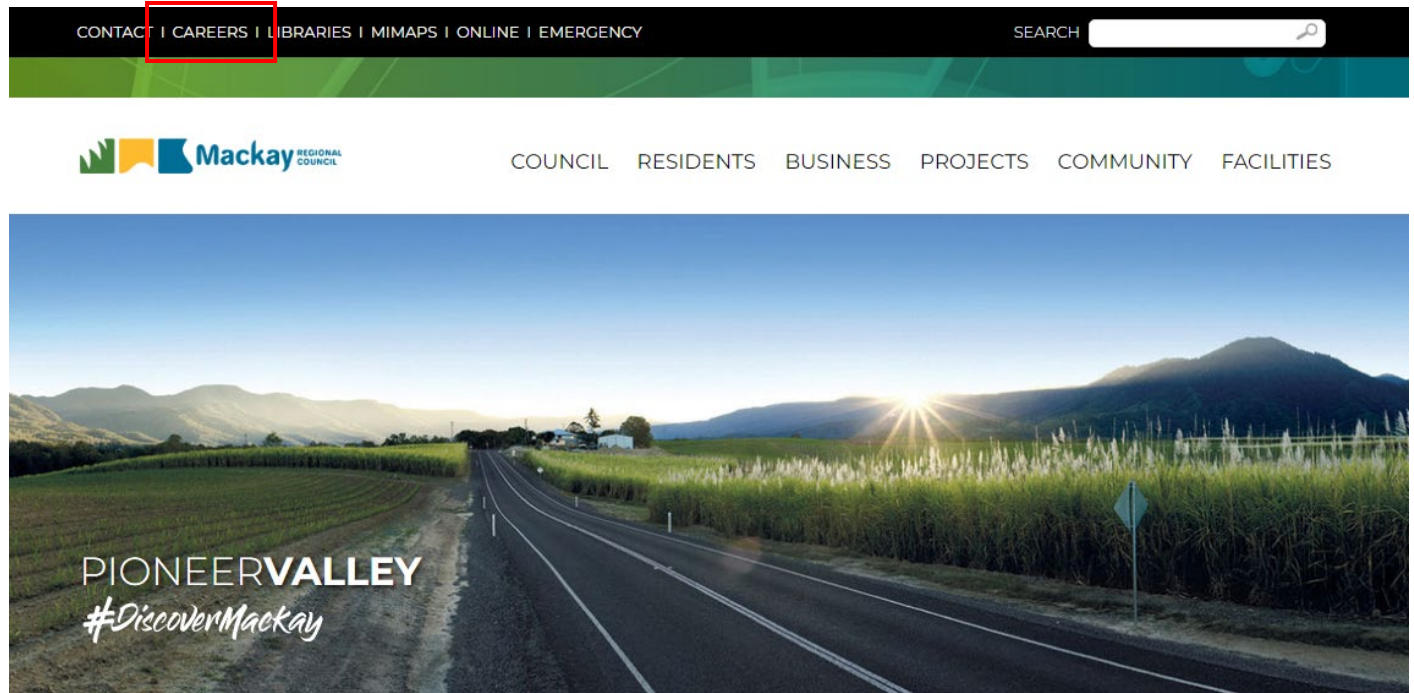 CONTACT I CAREERS I LIBRARIES I MIMAPS I ONLINE I EMERGENCY
SEARCH
Mackay REGIONAL COUNCIL
COUNCIL RESIDENTS BUSINESS PROJECTS COMMUNITY FACILITIES
PIONEERVALLEY
#DiscoverMackay